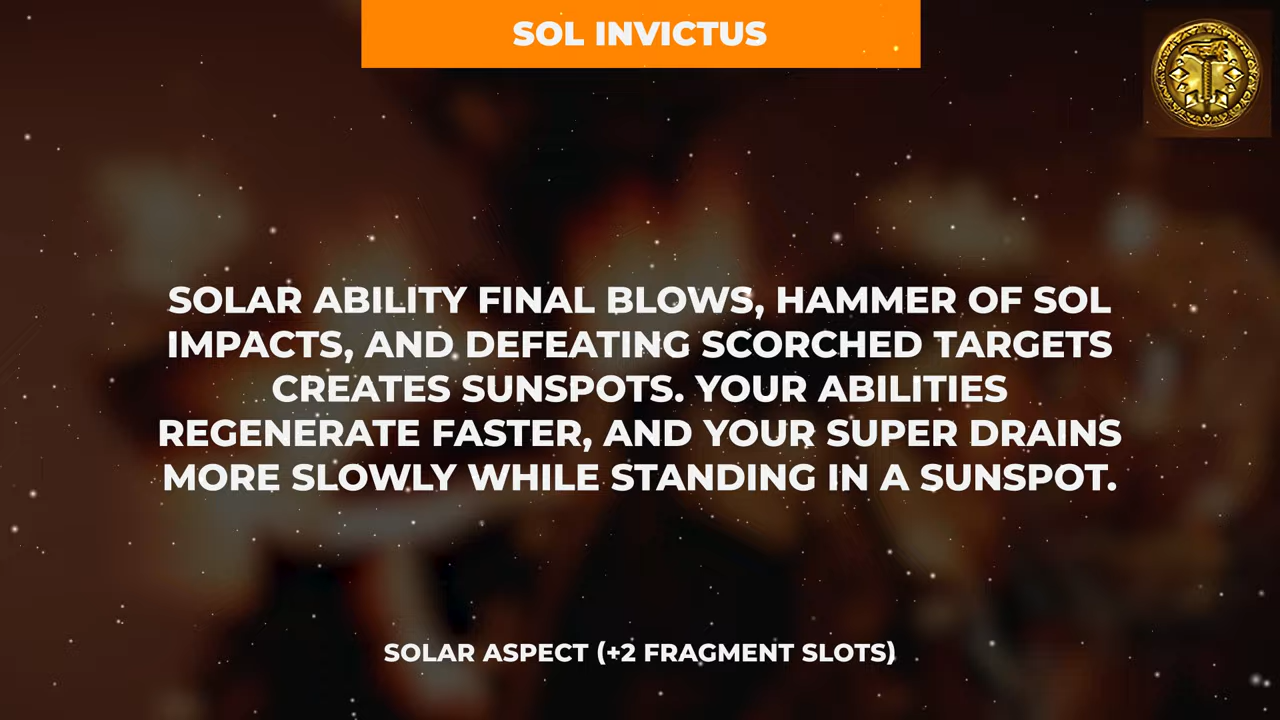 SOL INVICTUS
SOLAR ABILITY FINAL BLOWS, HAMMER OF SOL
IMPACTS, AND DEFEATING SCORCHED TARGETS
CREATES SUNSPOTS. YOUR ABILITIES
REGENERATE FASTER, AND YOUR SUPER DRAINS
MORE SLOWLY WHILE STANDING IN A SUNSPOT.
SOLAR ASPECT (+2 FRAGMENT SLOTS)